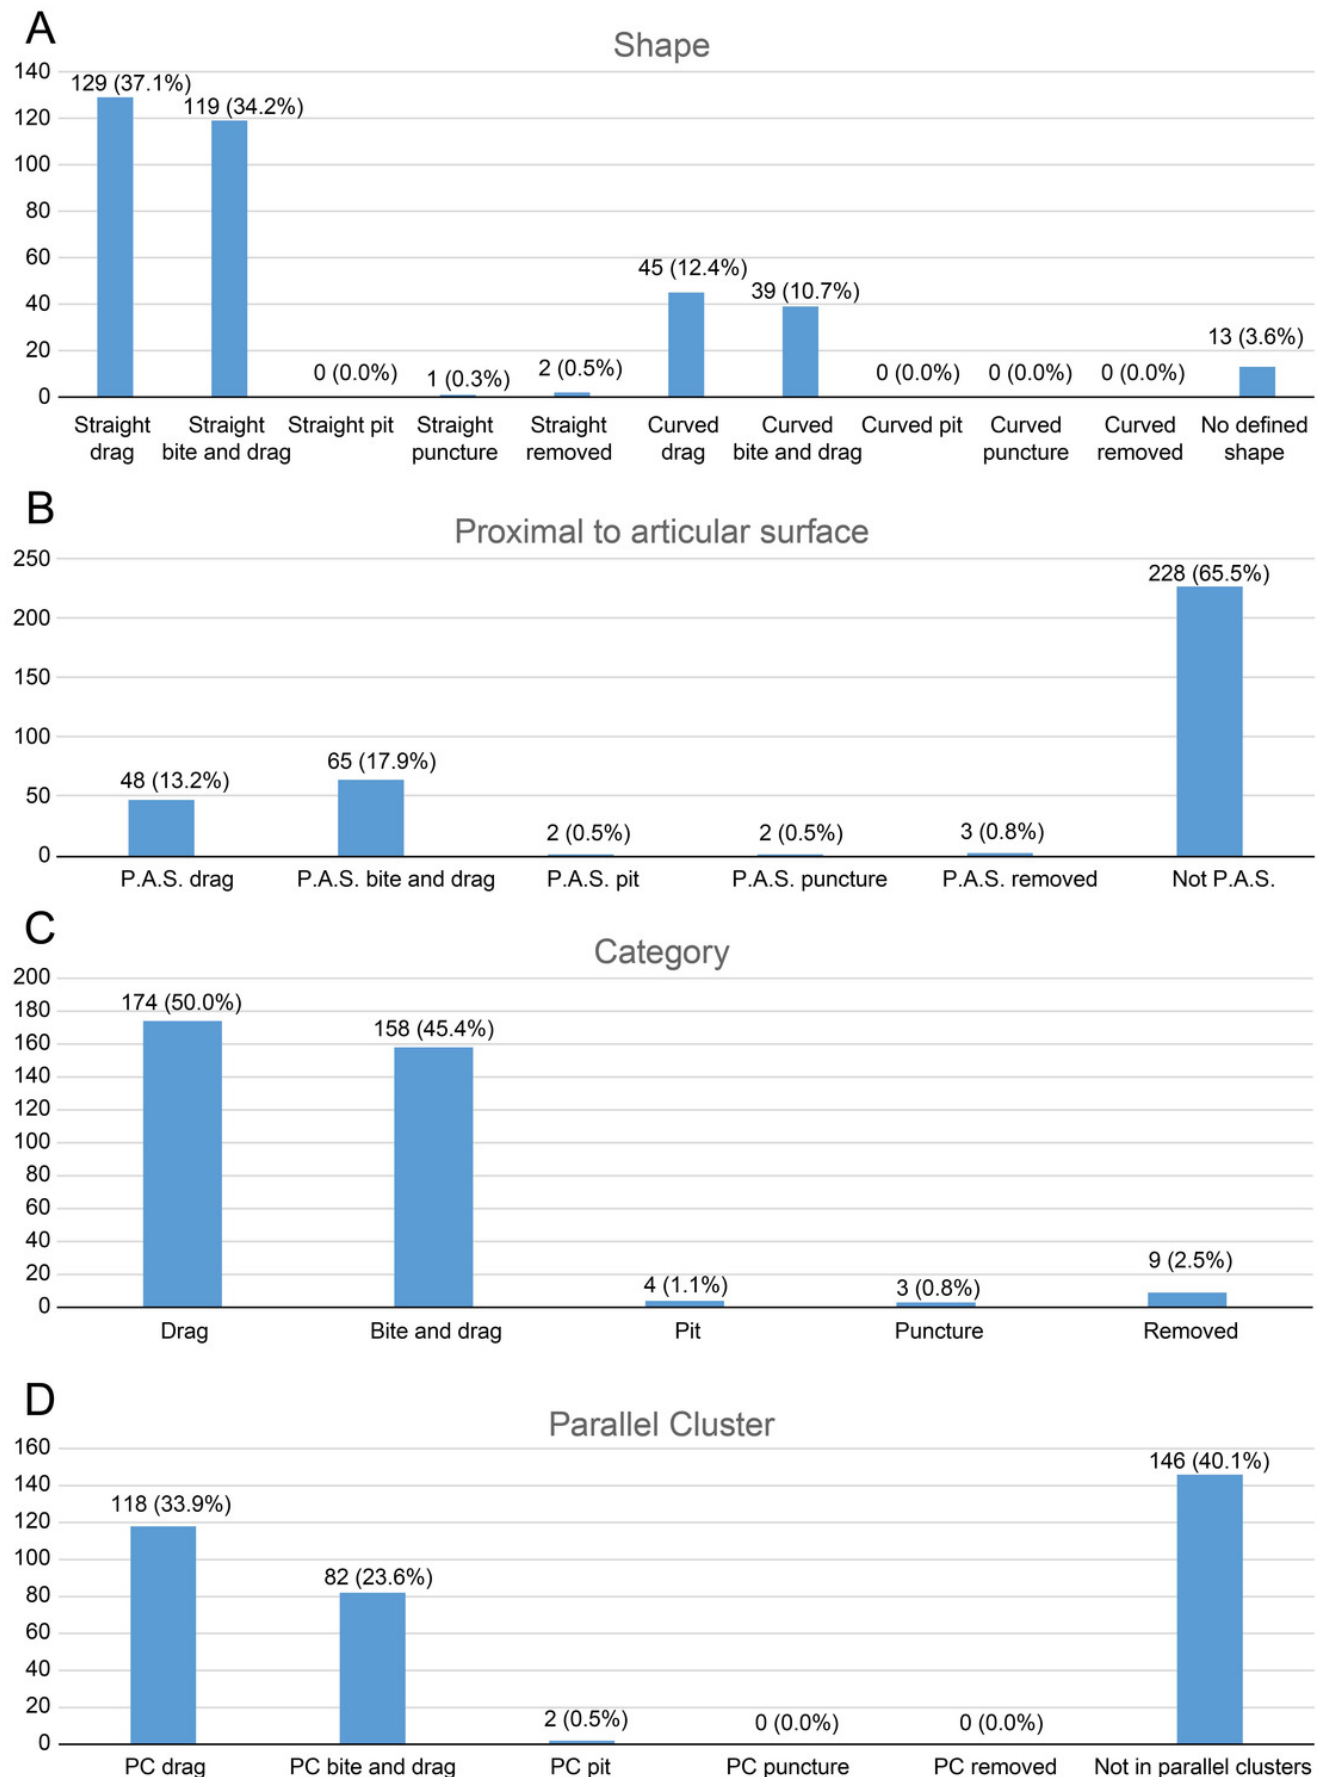 A
Shape
140
120
100
80
60
40
20
0
129 (37.1%)
119 (34.2%)
0 (0.0%)
1 (0.3%)
2 (0.5%)
45 (12.4%)
39 (10.7%)
0 (0.0%)
0 (0.0%)
0 (0.0%)
13 (3.6%)
Straight
drag
Straight
bite and drag
Straight pit
Straight
puncture
Straight
removed
Curved
drag
Curved
bite and drag
Curved pit
Curved
puncture
Curved
removed
No defined
shape
B
Proximal to articular surface
250
200
150
100
50
0
48 (13.2%)
65 (17.9%)
2 (0.5%)
2 (0.5%)
3 (0.8%)
228 (65.5%)
P.A.S. drag
P.A.S. bite and drag
P.A.S. pit
P.A.S. puncture
P.A.S. removed
Not P.A.S.
C
Category
200
180
160
140
120
100
80
60
40
20
0
174 (50.0%)
158 (45.4%)
4 (1.1%)
3 (0.8%)
9 (2.5%)
Drag
Bite and drag
Pit
Puncture
Removed
D
Parallel Cluster
160
140
120
100
80
60
40
20
0
118 (33.9%)
82 (23.6%)
2 (0.5%)
0 (0.0%)
0 (0.0%)
146 (40.1%)
PC drag
PC bite and drag
PC pit
PC puncture
PC removed
Not in parallel clusters